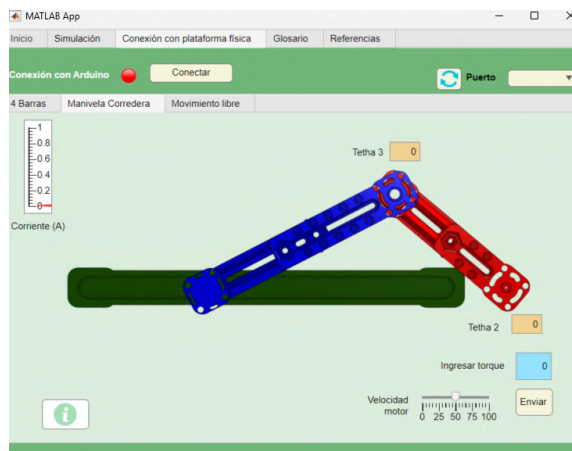 MATLAB App
Inicio Simulación Conexión con plataforma física Glosario Referencias
Conexión con Arduino Conectar Puerto
4 Barras Manivela Corredera Movimiento libre
1
0.8
0.6
0.4
0.2
0
Corriente (A)
Tetha 3 0
Tetha 2 0
Ingresar torque 0
Velocidad motor
0 25 50 75 100
Enviar